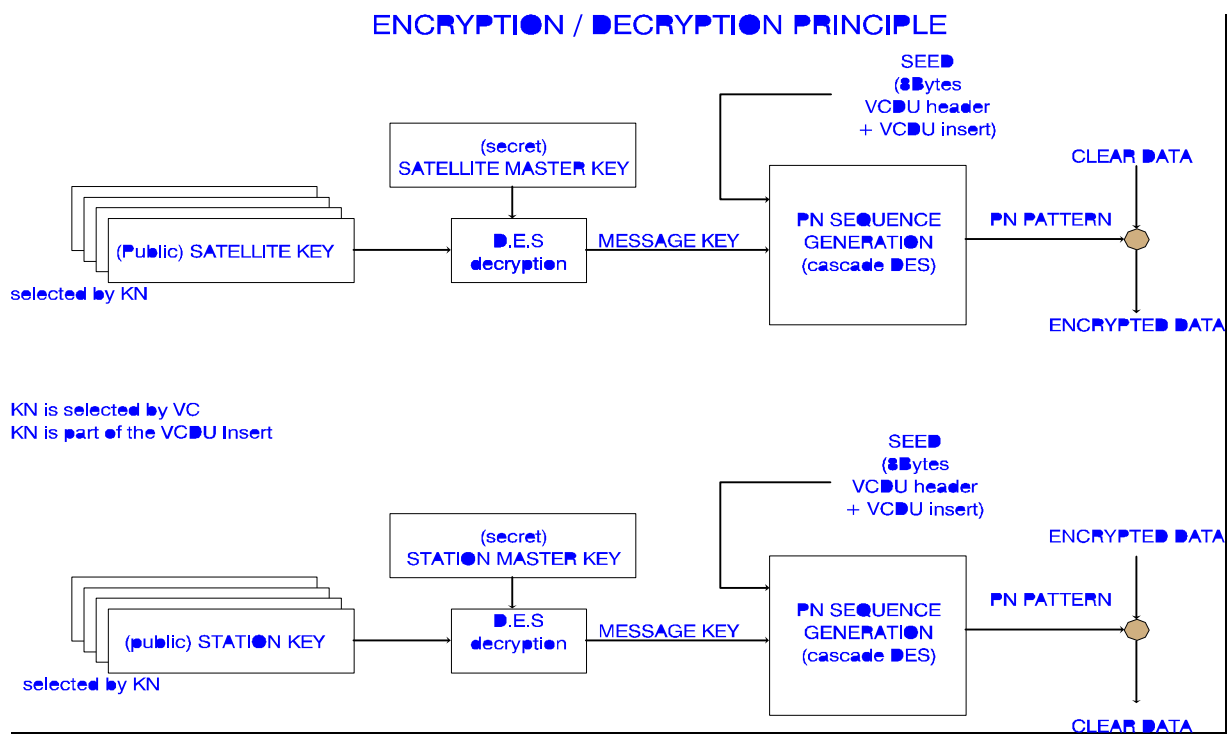 ENCRYPTION / DECRYPTION PRINCIPLE
SEED
(8Bytes
VCDU header
+ VCDU insert)
(secret)
SATELLITE MASTER KEY
CLEAR DATA
(Public) SATELLITE KEY
D.E.S
decryption
MESSAGE KEY
PN SEQUENCE
GENERATION
(cascade DES)
PN PATTERN
selected by KN
ENCRYPTED DATA
KN is selected by VC
KN is part of the VCDU Insert
SEED
(8Bytes
VCDU header
+ VCDU insert)
(secret)
STATION MASTER KEY
ENCRYPTED DATA
(public) STATION KEY
D.E.S
decryption
MESSAGE KEY
PN SEQUENCE
GENERATION
(cascade DES)
PN PATTERN
selected by KN
CLEAR DATA